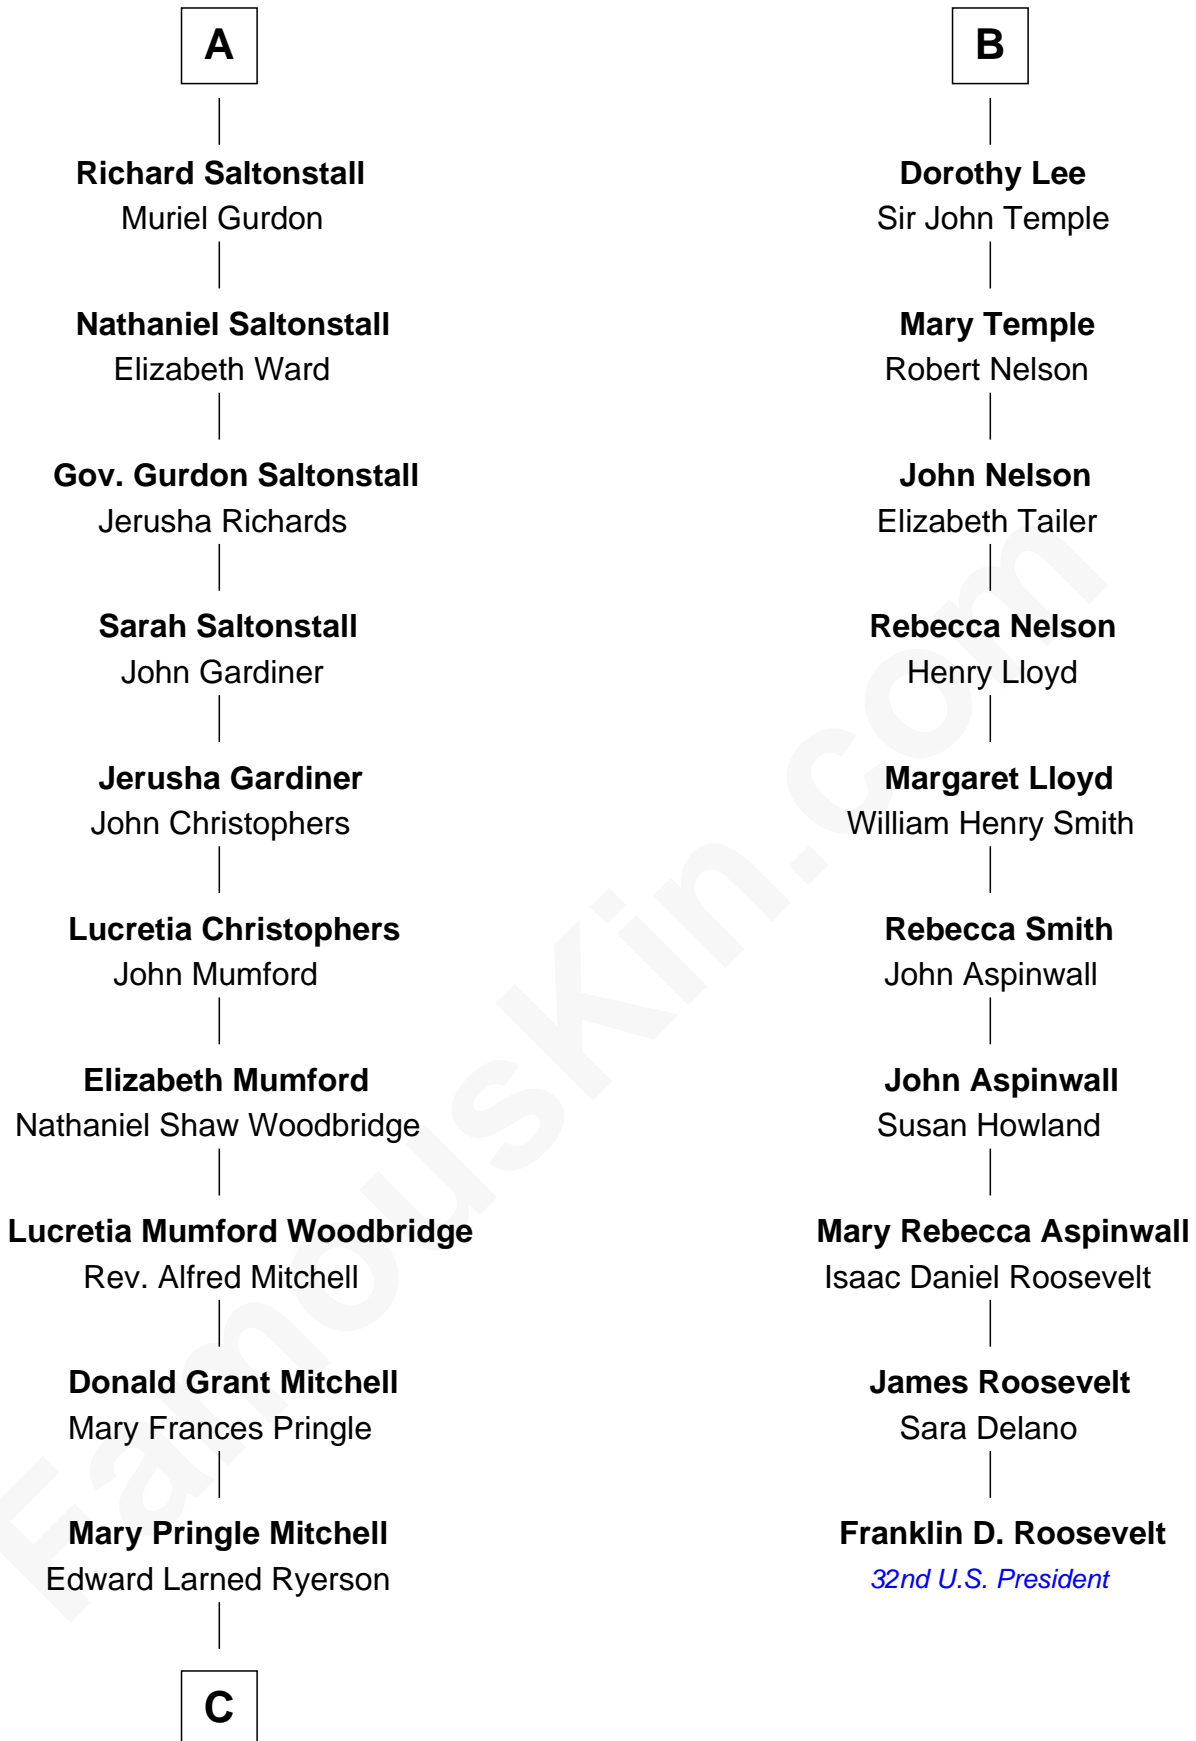 A
Richard Saltonstall
Muriel Gurdon
Nathaniel Saltonstall
Elizabeth Ward
Gov. Gurdon Saltonstall
Jerusha Richards
Sarah Saltonstall
John Gardiner
Jerusha Gardiner
John Christophers
Lucretia Christophers
John Mumford
Elizabeth Mumford
Nathaniel Shaw Woodbridge
Lucretia Mumford Woodbridge
Rev. Alfred Mitchell
Donald Grant Mitchell
Mary Frances Pringle
Mary Pringle Mitchell
Edward Larned Ryerson
C
B
Dorothy Lee
Sir John Temple
Mary Temple
Robert Nelson
John Nelson
Elizabeth Tailer
Rebecca Nelson
Henry Lloyd
Margaret Lloyd
William Henry Smith
Rebecca Smith
John Aspinwall
John Aspinwall
Susan Howland
Mary Rebecca Aspinwall
Isaac Daniel Roosevelt
James Roosevelt
Sara Delano
Franklin D. Roosevelt
32nd U.S. President
FamousKin.com